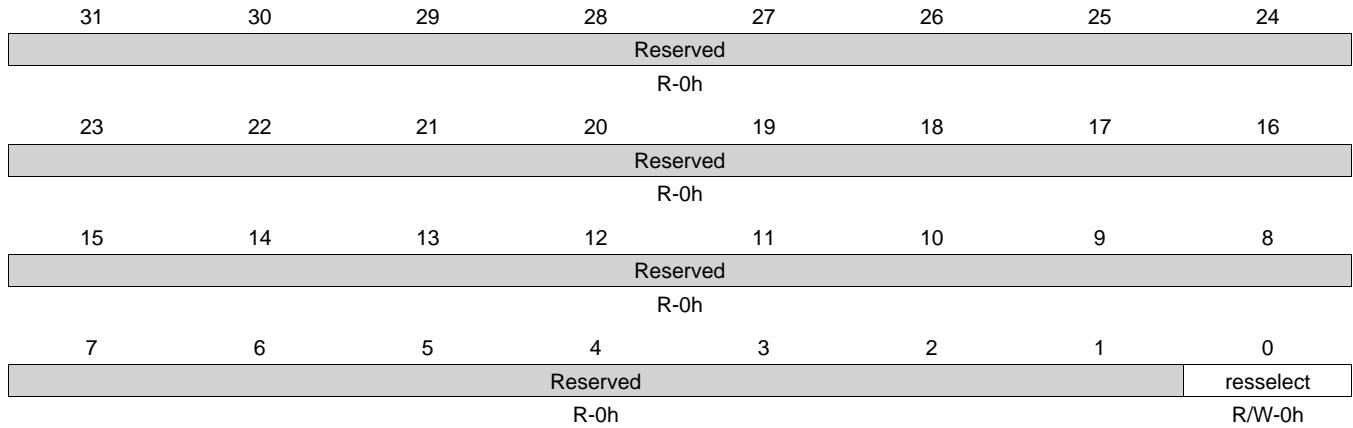 31 30 29 28 27 26 25 24
Reserved
R-0h
23 22 21 20 19 18 17 16
Reserved
R-0h
15 14 13 12 11 10 9 8
Reserved
R-0h
7 6 5 4 3 2 1 0
Reserved resselect
R-0h R/W-0h